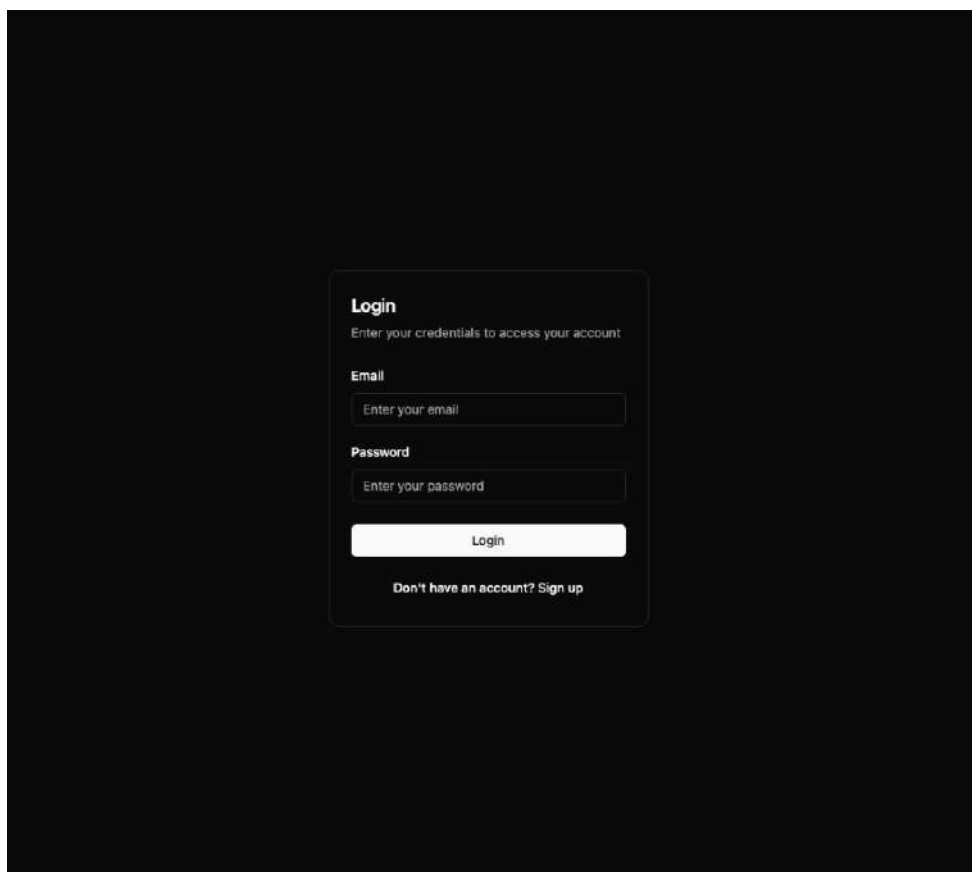 Login
Enter your credentials to access your account
Email
Enter your email
Password
Enter your password
Login
Don't have an account? Sign up